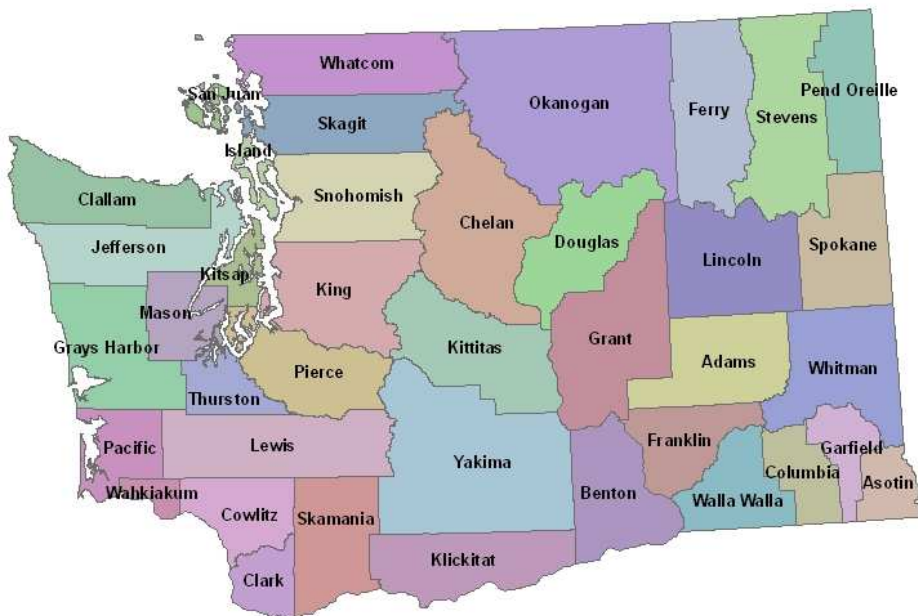 Whatcom
San Juan
Skagit
Island
Okanogan
Ferry
Stevens
Pend Oreille
Clallam
Snohomish
Chelan
Jefferson
Douglas
Lincoln
Spokane
Kitsap
King
Mason
Grays Harbor
Kittitas
Grant
Adams
Whitman
Pierce
Thurston
Pacific
Lewis
Yakima
Franklin
Garfield
Columbia
Asotin
Wahkiakum
Cowlitz
Skamania
Benton
Walla Walla
Klickitat
Clark